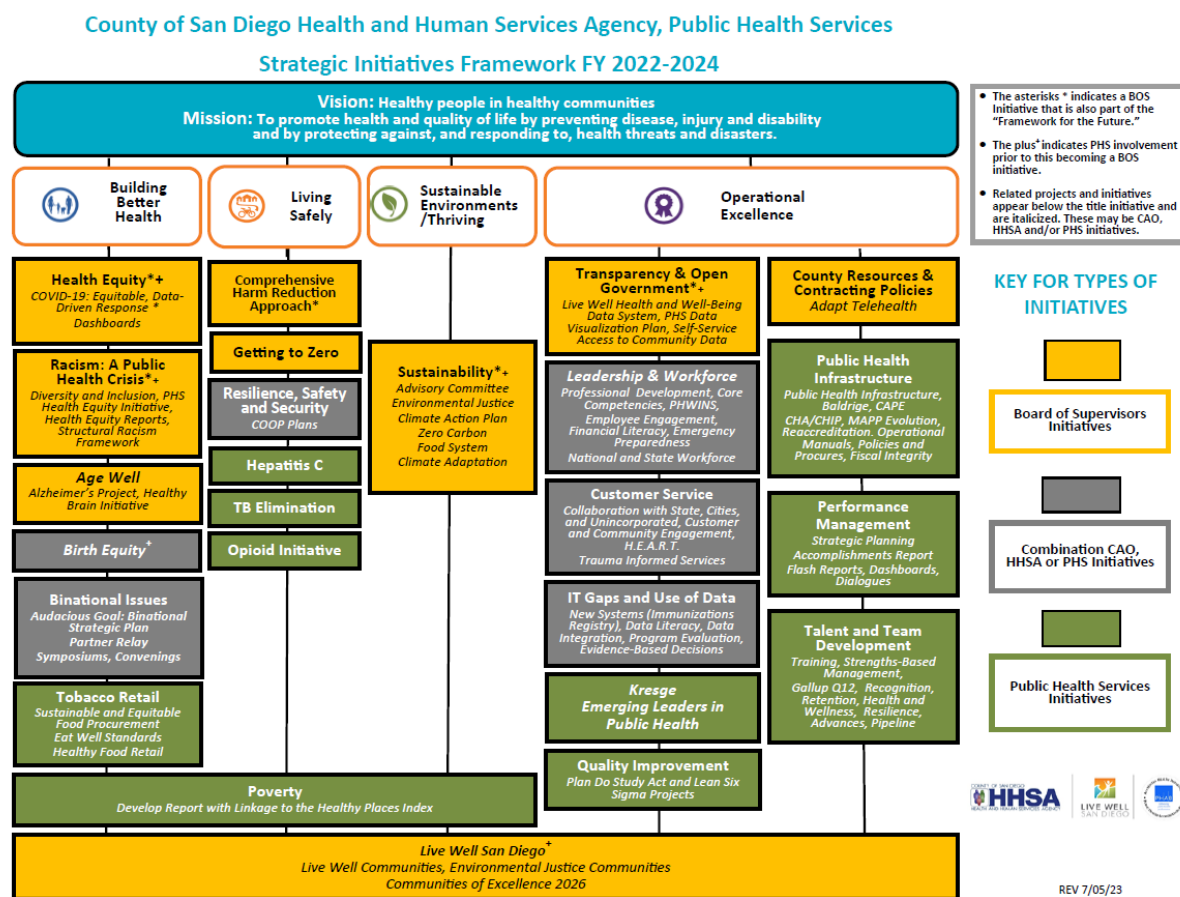 County of San Diego Health and Human Services Agency, Public Health Services
Strategic Initiatives Framework FY 2022-2024
Vision: Healthy people in healthy communities
Mission: To promote health and quality of life by preventing disease, injury and disability
and by protecting against, and responding to, health threats and disasters.
• The asterisks * indicates a BOS
Initiative that is also part of the
“Framework for the Future.”
• The plus+ indicates PHS involvement
prior to this becoming a BOS
initiative.
• Related projects and initiatives
appear below the title initiative and
are italicized. These may be CAO,
HHSA and/or PHS initiatives.
Building
Better
Health
Living
Safely
Sustainable
Environments
/Thriving
Operational
Excellence
Health Equity*+
COVID-19: Equitable, Data-
Driven Response *
Dashboards
Racism: A Public
Health Crisis*+
Diversity and Inclusion, PHS
Health Equity Initiative,
Health Equity Reports,
Structural Racism
Framework
Age Well
Alzheimer’s Project, Healthy
Brain Initiative
Birth Equity+
Binational Issues
Audacious Goal: Binational
Strategic Plan
Partner Relay
Symposiums, Convenings
Tobacco Retail
Sustainable and Equitable
Food Procurement
Eat Well Standards
Healthy Food Retail
Comprehensive
Harm Reduction
Approach*
Getting to Zero
Resilience, Safety
and Security
COOP Plans
Hepatitis C
TB Elimination
Opioid Initiative
Sustainability*+
Advisory Committee
Environmental Justice
Climate Action Plan
Zero Carbon
Food System
Climate Adaptation
Transparency & Open
Government*+
Live Well Health and Well-Being
Data System, PHS Data
Visualization Plan, Self-Service
Access to Community Data
Leadership & Workforce
Professional Development, Core
Competencies, PHWINS,
Employee Engagement,
Financial Literacy, Emergency
Preparedness
National and State Workforce
Customer Service
Collaboration with State, Cities,
and Unincorporated, Customer
and Community Engagement,
H.E.A.R.T.
Trauma Informed Services
IT Gaps and Use of Data
New Systems (Immunizations
Registry), Data Literacy, Data
Integration, Program Evaluation,
Evidence-Based Decisions
Kresge
Emerging Leaders in
Public Health
Quality Improvement
Plan Do Study Act and Lean Six
Sigma Projects
County Resources &
Contracting Policies
Adapt Telehealth
Public Health
Infrastructure
Public Health Infrastructure,
Baldrige, CAPE
CHA/CHIP, MAPP Evolution,
Reaccreditation. Operational
Manuals, Policies and
Procures, Fiscal Integrity
Performance
Management
Strategic Planning
Accomplishments Report
Flash Reports, Dashboards,
Dialogues
Talent and Team
Development
Training, Strengths-Based
Management,
Gallup Q12, Recognition,
Retention, Health and
Wellness, Resilience,
Advances, Pipeline
Poverty
Develop Report with Linkage to the Healthy Places Index
Live Well San Diego+
Live Well Communities, Environmental Justice Communities
Communities of Excellence 2026
KEY FOR TYPES OF
INITIATIVES
Board of Supervisors
Initiatives
Combination CAO,
HHSA or PHS Initiatives
Public Health Services
Initiatives
COUNTY OF SAN DIEGO
HHSA
HEALTH AND HUMAN SERVICES AGENCY
LIVE WELL
SAN DIEGO
REV 7/05/23